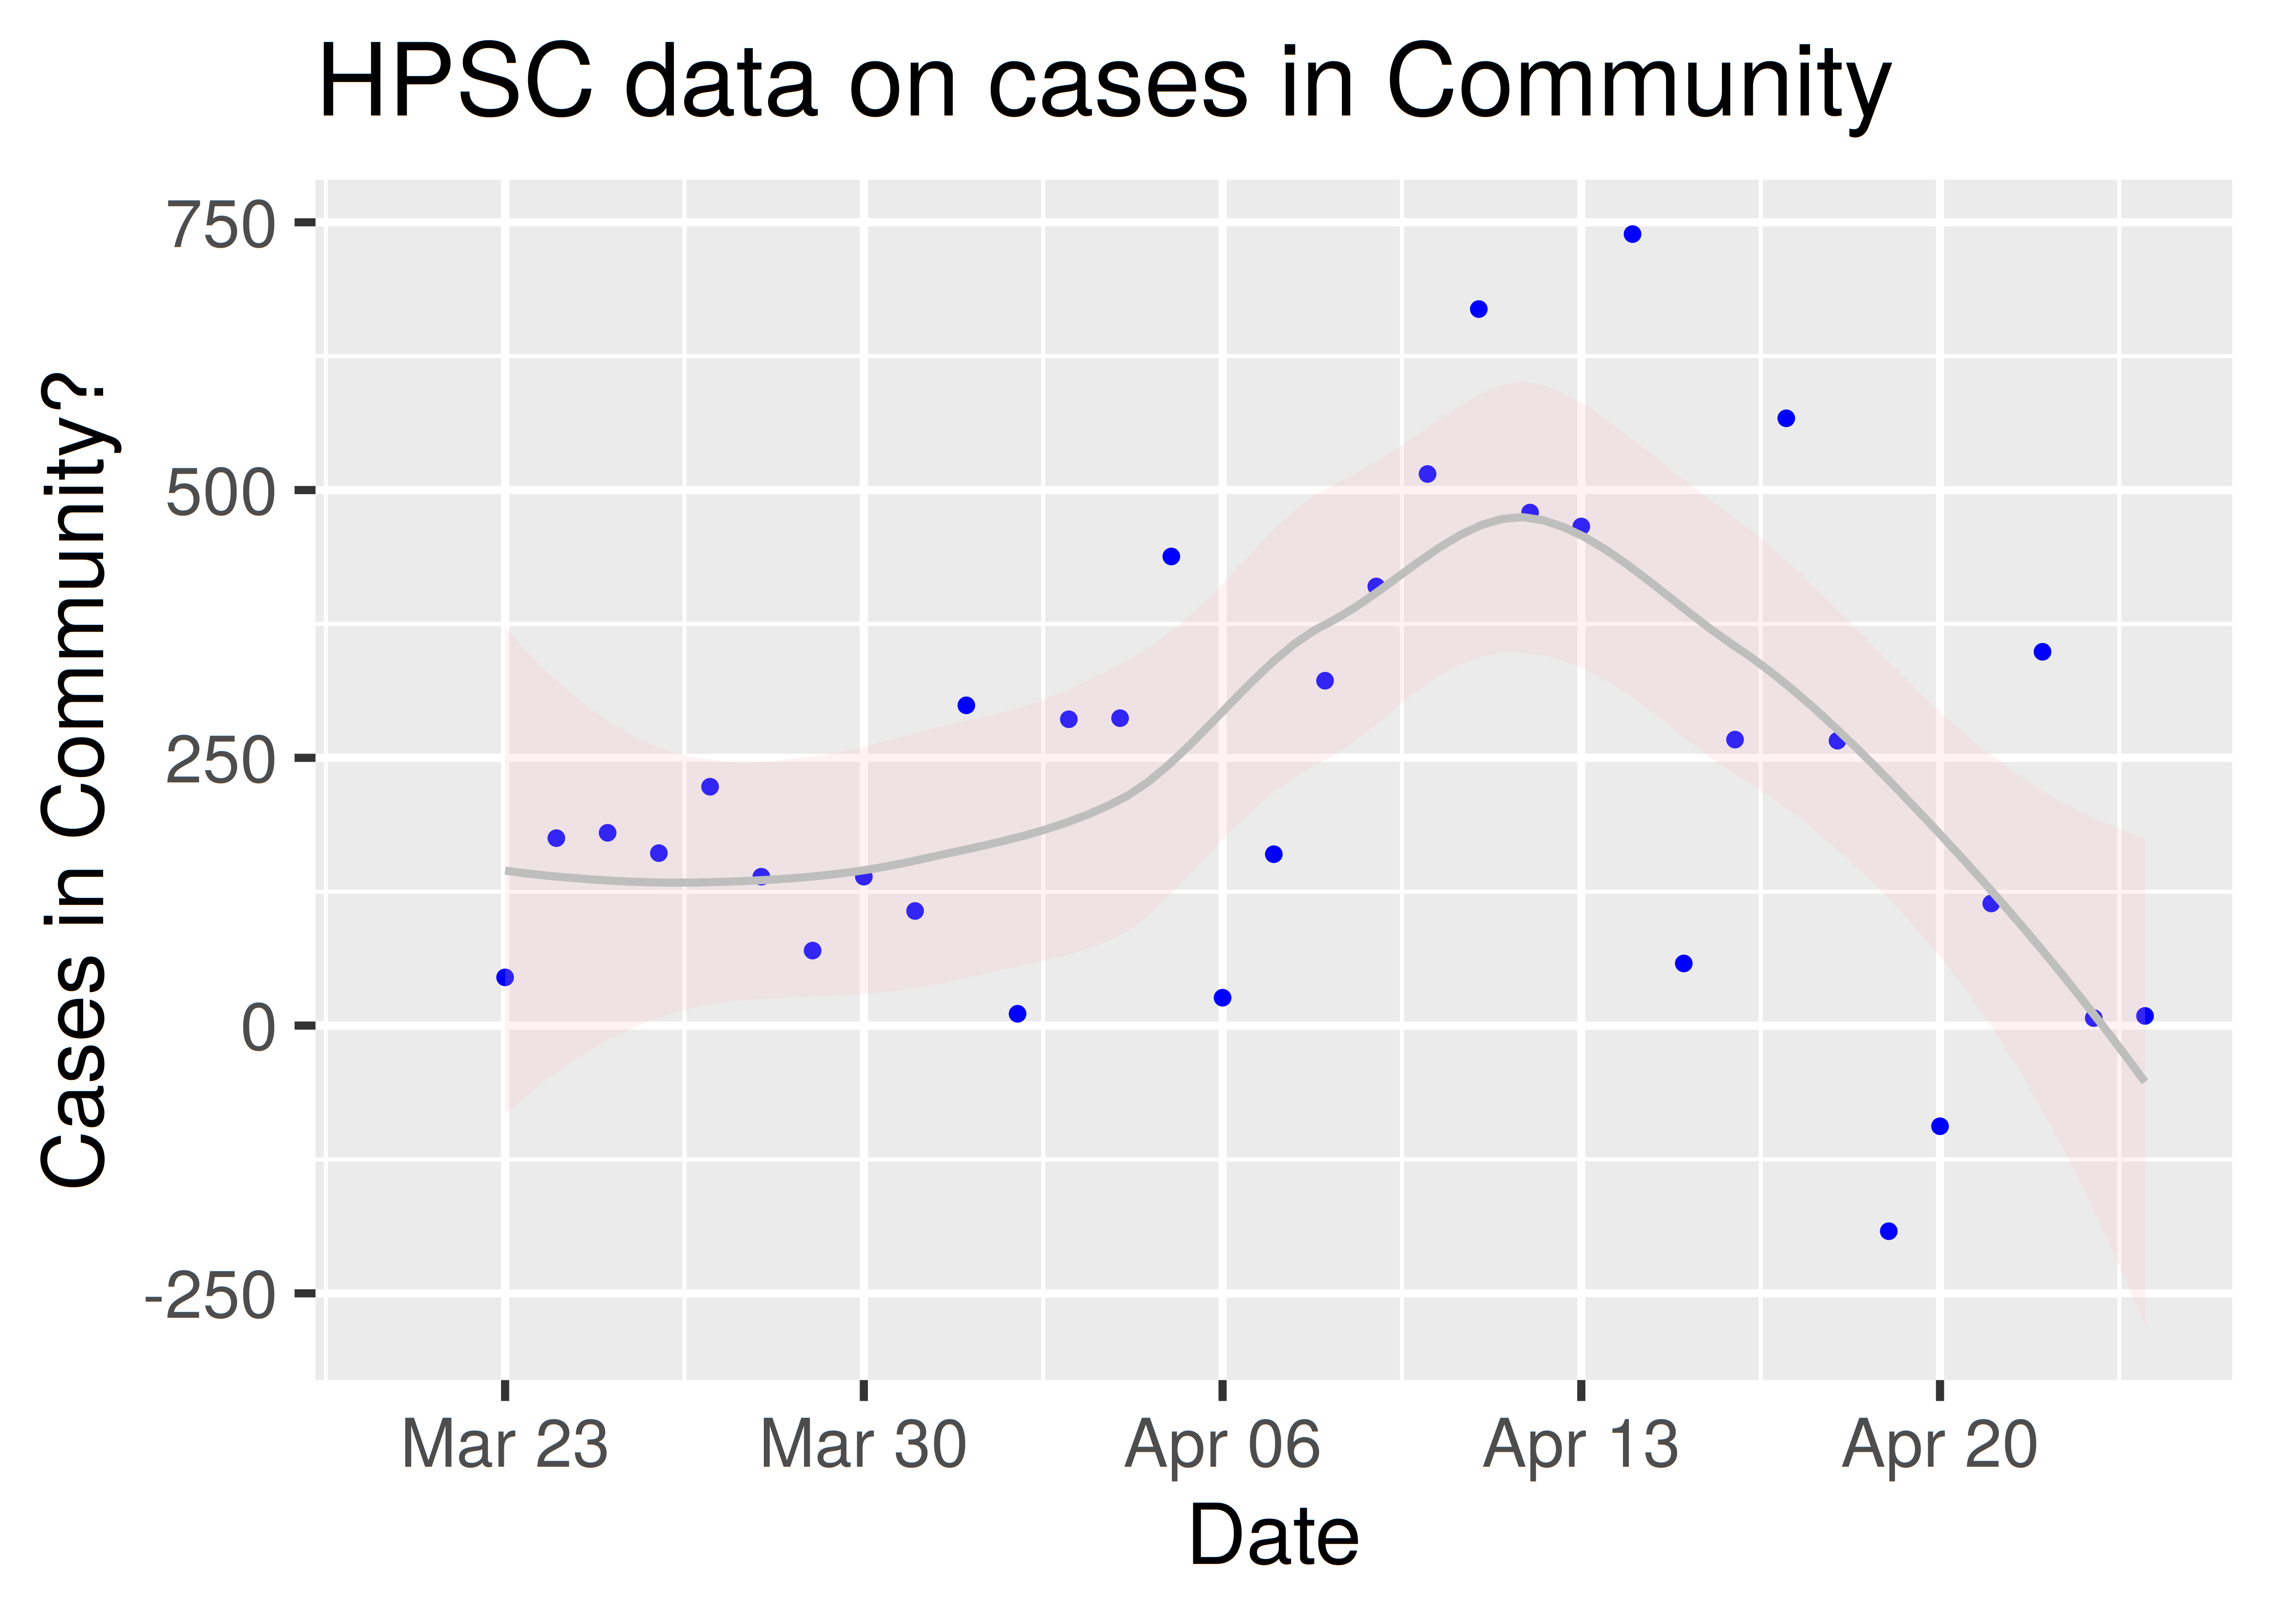 HPSC data on cases in Community
Cases in Community?
750
500
250
0
-250
Mar 23
Mar 30
Apr 06
Apr 13
Apr 20
Date